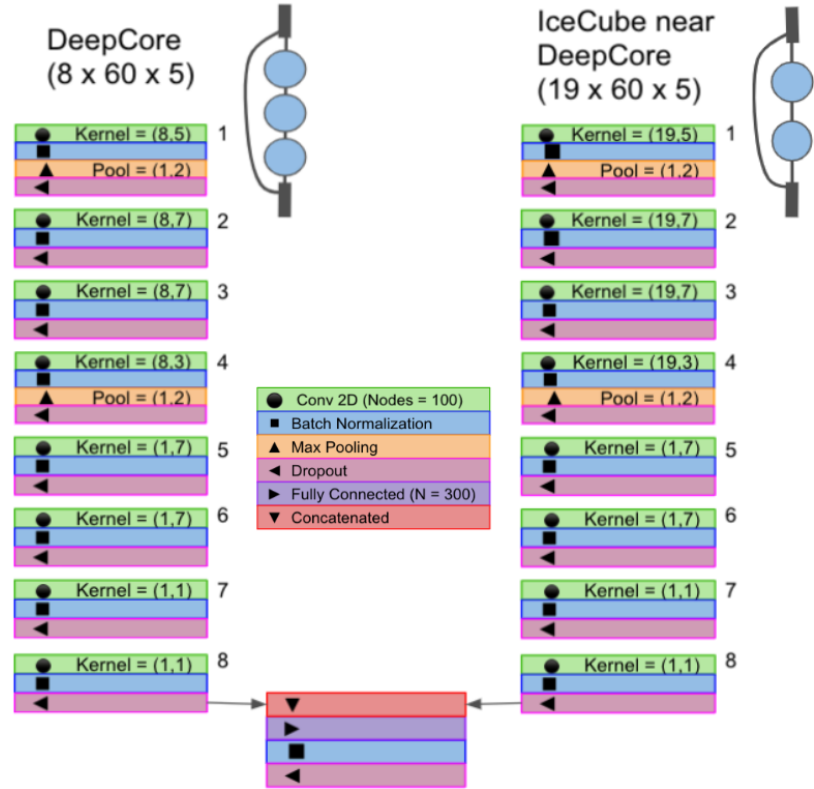 DeepCore
(8 x 60 x 5)
Kernel = (8,5) 1
Pool = (1,2)
Kernel = (8,7) 2
Kernel = (8,7) 3
Kernel = (8,3) 4
Pool = (1,2)
Kernel = (1,7) 5
Kernel = (1,7) 6
Kernel = (1,1) 7
Kernel = (1,1) 8
Conv 2D (Nodes = 100)
Batch Normalization
Max Pooling
Dropout
Fully Connected (N = 300)
Concatenated
IceCube near
DeepCore
(19 x 60 x 5)
Kernel = (19,5) 1
Pool = (1,2)
Kernel = (19,7) 2
Kernel = (19,7) 3
Kernel = (19,3) 4
Pool = (1,2)
Kernel = (1,7) 5
Kernel = (1,7) 6
Kernel = (1,1) 7
Kernel = (1,1) 8